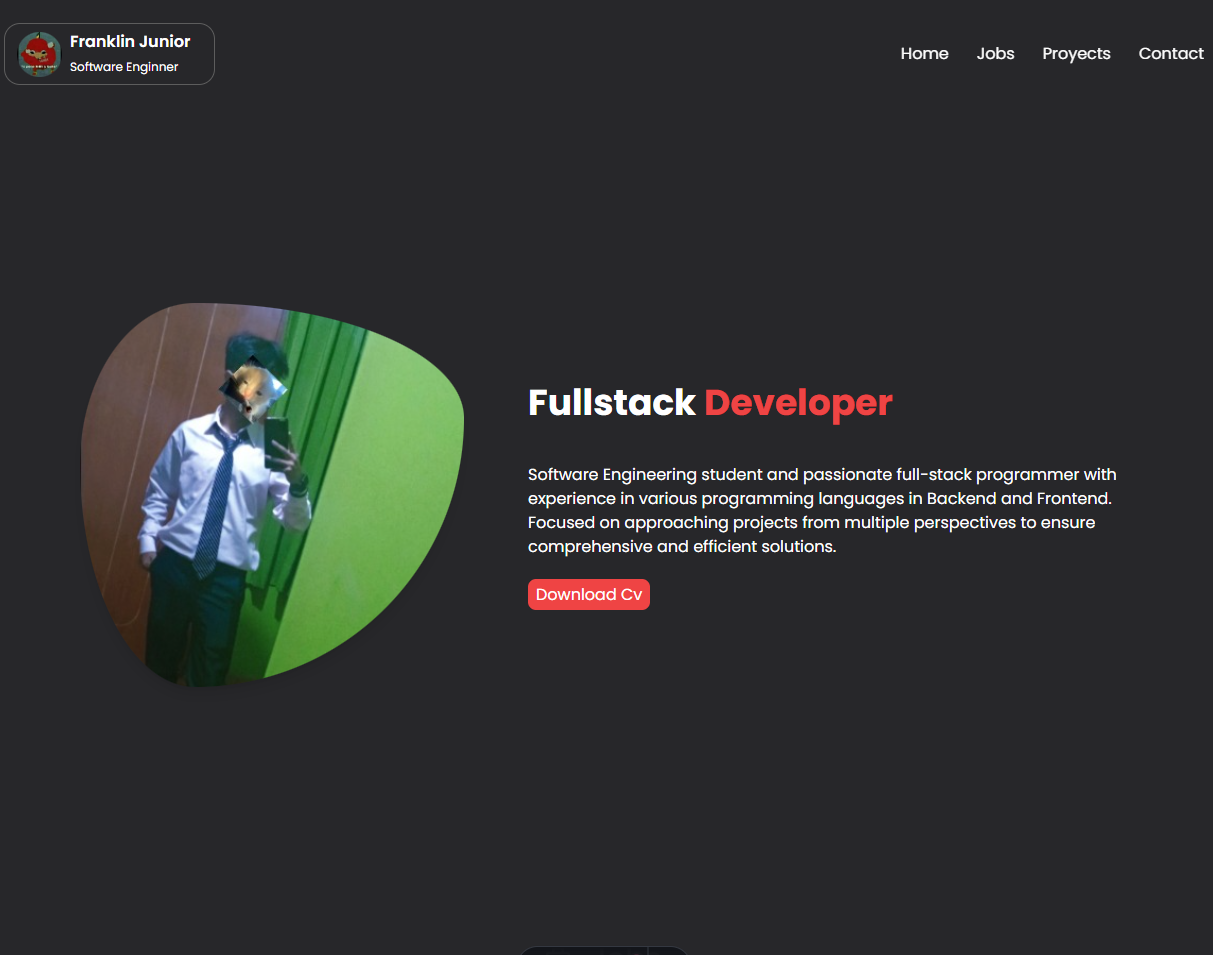 Franklin Junior
Software Enginner
Home Jobs Proyects Contact
Fullstack Developer
Software Engineering student and passionate full-stack programmer with
experience in various programming languages in Backend and Frontend.
Focused on approaching projects from multiple perspectives to ensure
comprehensive and efficient solutions.
Download Cv